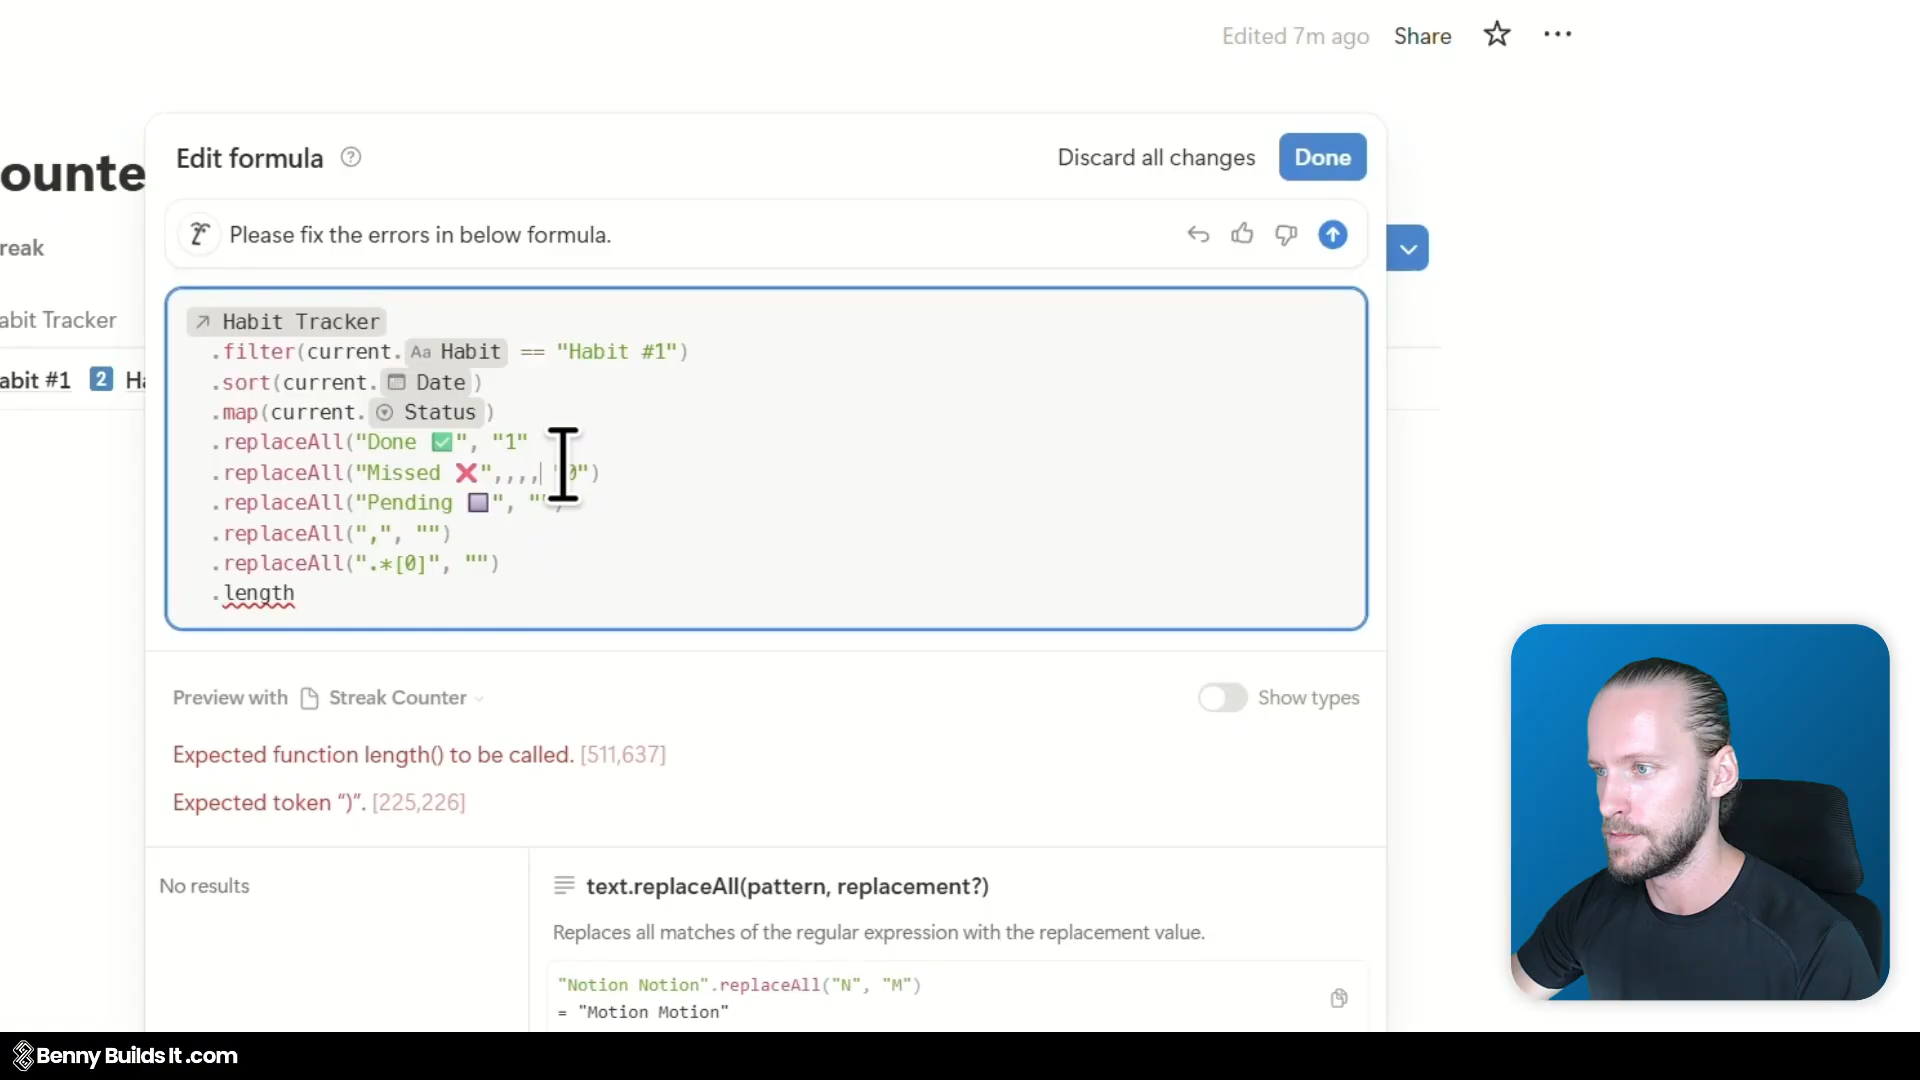 Edited 7m ago Share
ounte
Edit formula
Discard all changes Done
Please fix the errors in below formula.
reak
Habit Tracker
abit Tracker
.filter(current. Aa Habit == "Habit #1")
abit #1 2 Ha
.sort(current. Date )
.map(current. Status )
.replaceAll("Done ✅", "1"
.replaceAll("Missed ❌",,,, "0")
.replaceAll("Pending
.replaceAll(",", "")
.replaceAll(".*[0]", "")
.length
Preview with Streak Counter
Show types
Expected function length() to be called. [511,637]
Expected token “)”. [225,226]
No results
text.replaceAll(pattern, replacement?)
Replaces all matches of the regular expression with the replacement value.
"Notion Notion".replaceAll("N", "M")
= "Motion Motion"
Benny Builds It .com